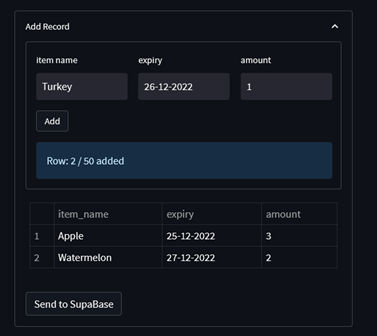 Add Record
item name expiry amount
Turkey 26-12-2022 1
Add
Row: 2 / 50 added
item_name expiry amount
1 Apple 25-12-2022 3
2 Watermelon 27-12-2022 2
Send to SupaBase